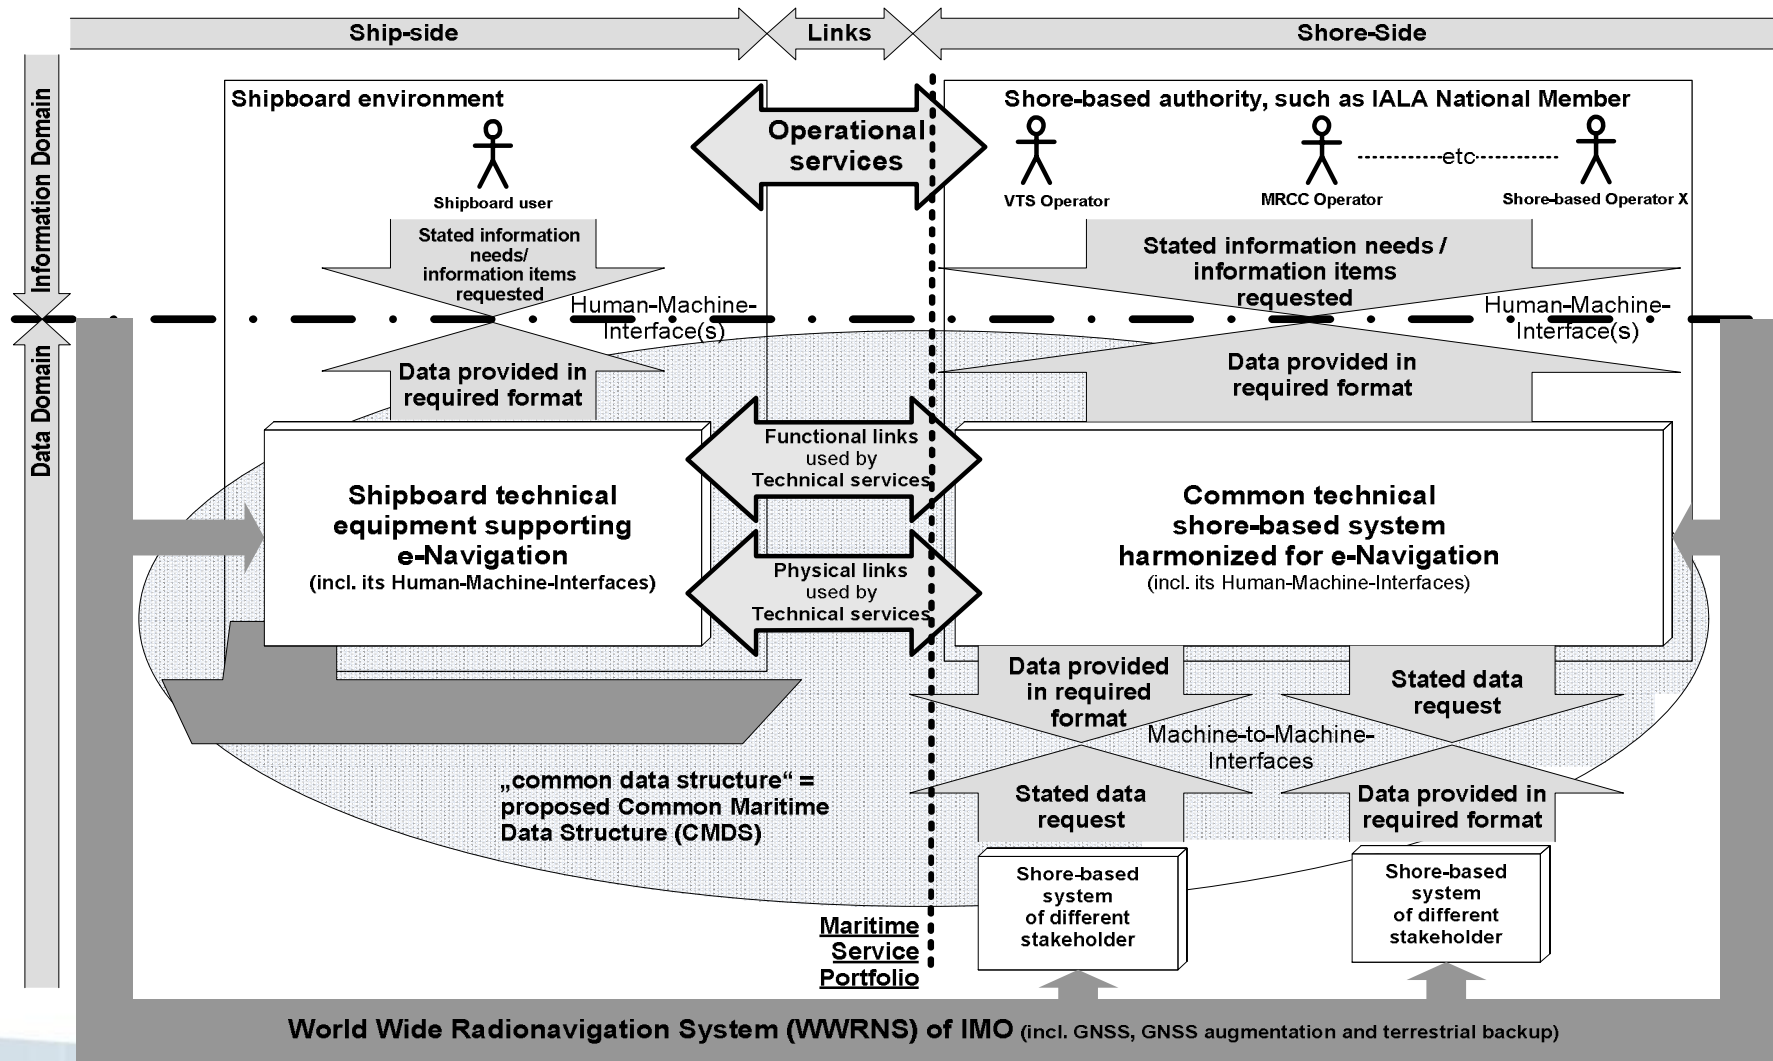 Ship-side
Links
Shore-Side
Information Domain
Data Domain
Shipboard environment
Shipboard user
Stated information
needs/
information items
requested
Human-Machine-
Interface(s)
Data provided in
required format
Operational
services
Shore-based authority, such as IALA National Member
VTS Operator
MRCC Operator
etc
Shore-based Operator X
Stated information needs /
information items
requested
Human-Machine-
Interface(s)
Data provided in
required format
Shipboard technical
equipment supporting
e-Navigation
(incl. its Human-Machine-Interfaces)
Functional links
used by
Technical services
Physical links
used by
Technical services
Common technical
shore-based system
harmonized for e-Navigation
(incl. its Human-Machine-Interfaces)
Data provided
in required
format
Stated data
request
Machine-to-Machine-
Interfaces
Stated data
request
Data provided in
required format
„common data structure“ =
proposed Common Maritime
Data Structure (CMDS)
Shore-based
system
of different
stakeholder
Shore-based
system
of different
stakeholder
Maritime
Service
Portfolio
World Wide Radionavigation System (WWRNS) of IMO (incl. GNSS, GNSS augmentation and terrestrial backup)